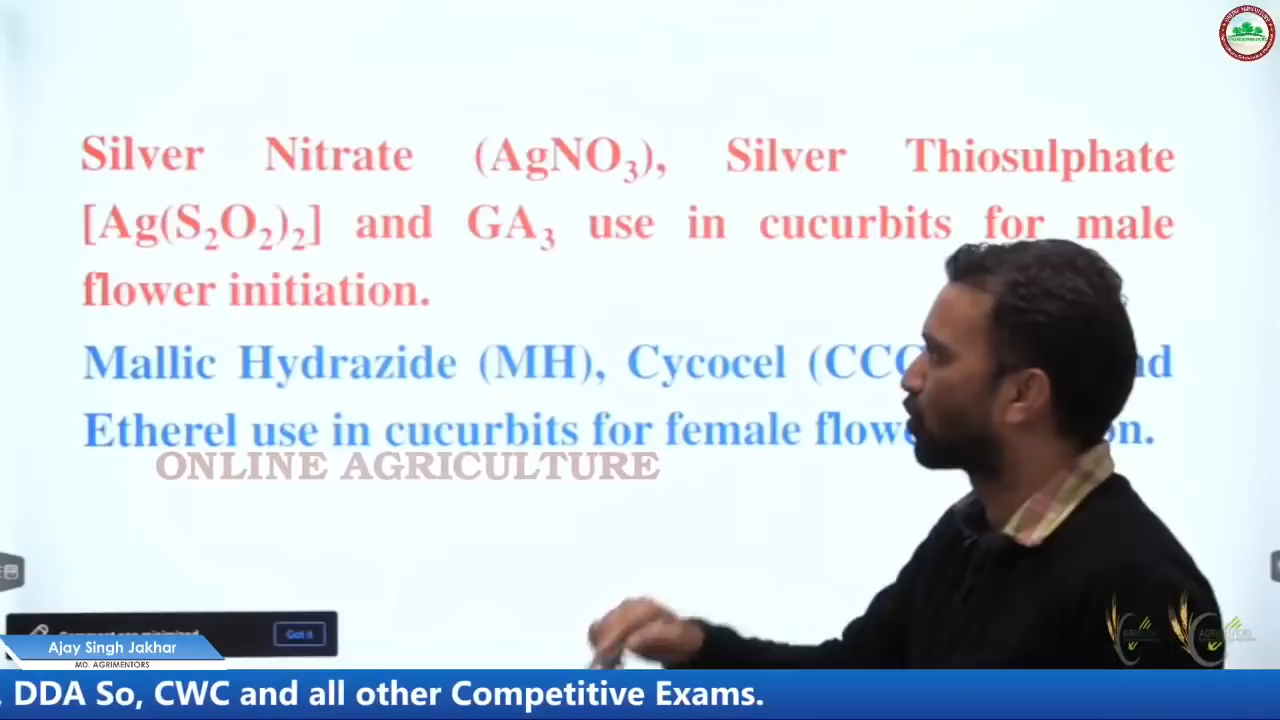 Silver Nitrate (AgNO₃), Silver Thiosulphate
[Ag(S₂O₂)₂] and GA₃ use in cucurbits for male
flower initiation.
Mallic Hydrazide (MH), Cycocel (CCC
Etherel use in cucurbits for female
ONLINE AGRICULTURE
Got it
Ajay Singh Jakhar
MD. AGRIMENTORS
, DDA So, CWC and all other Competitive Exams.